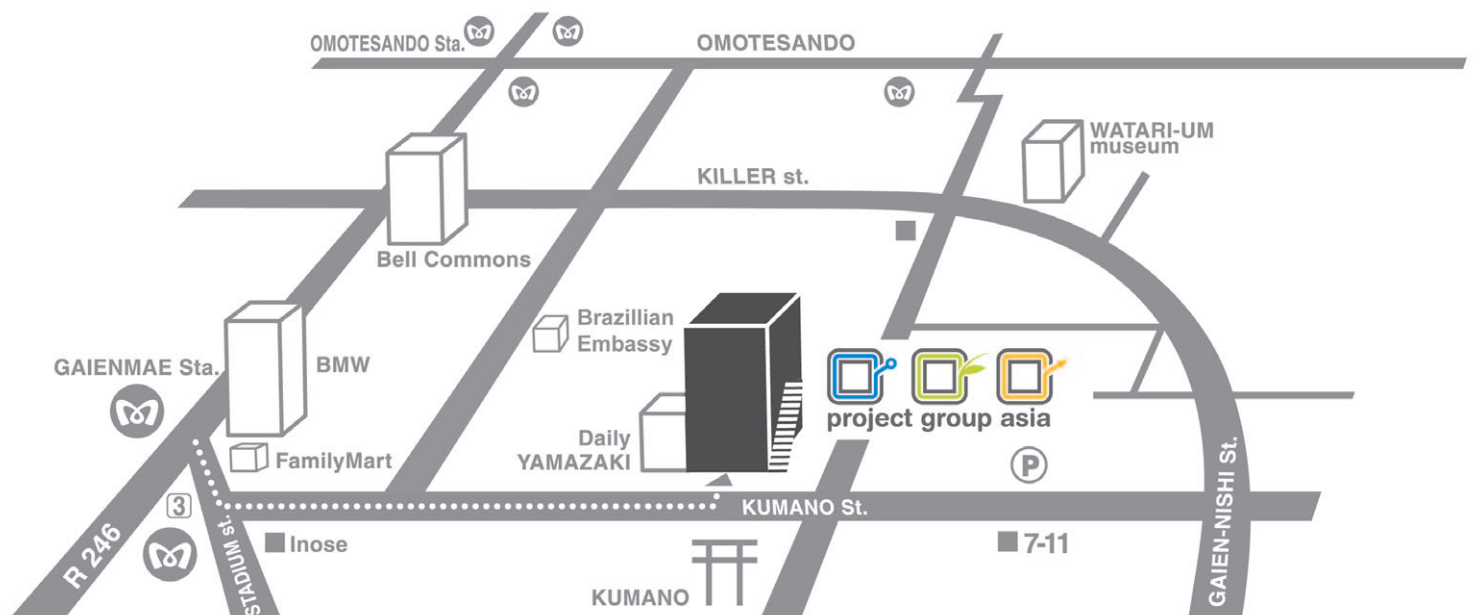 OMOTESANDO Sta.
OMOTESANDO
WATARI-UM
museum
KILLER st.
Bell Commons
Brazillian
Embassy
GAIENMAE Sta.
BMW
project group asia
Daily
YAMAZAKI
FamilyMart
P
3
KUMANO St.
R 246
STADIUM st.
Inose
7-11
GAIEN-NISHI St.
KUMANO